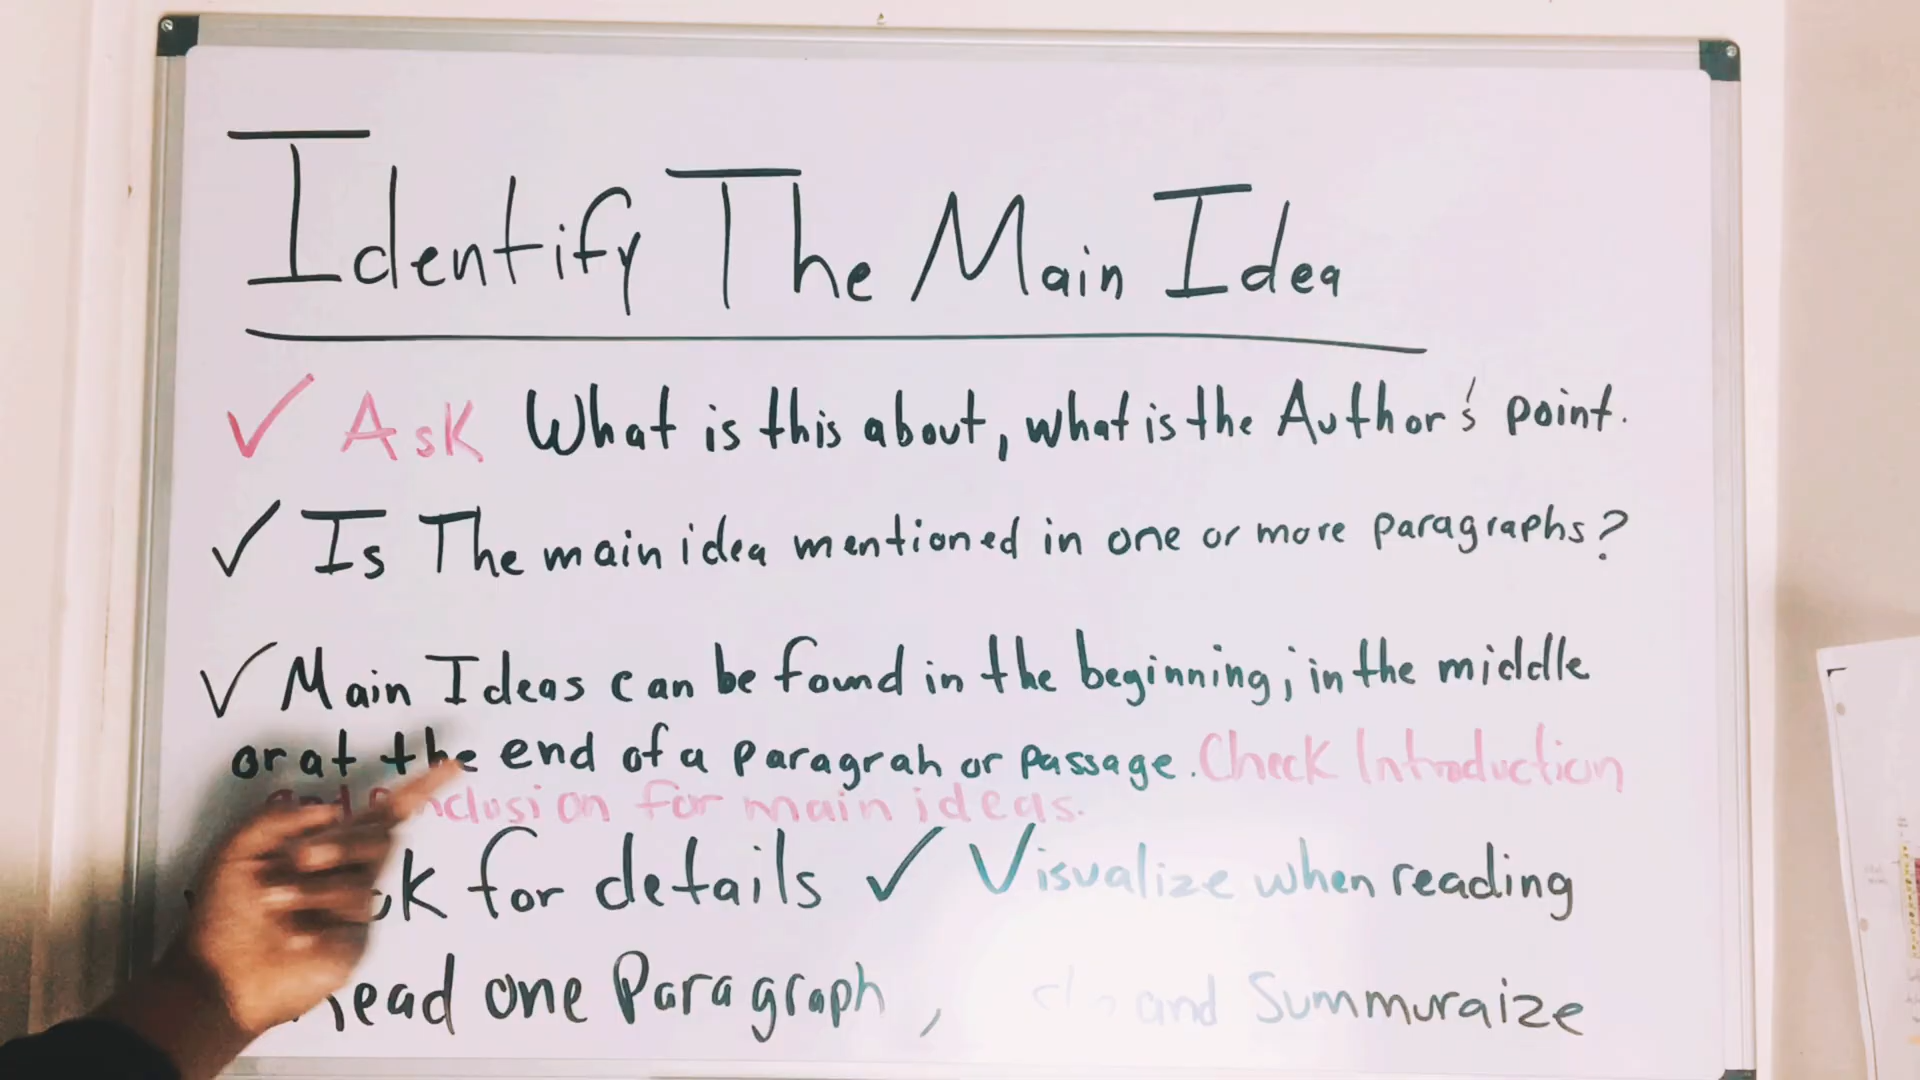 Identify The Main Idea
✓ Ask What is this about, what is the Author's point.
✓ Is The main idea mentioned in one or more paragraphs?
✓ Main Ideas can be found in the beginning, in the middle
or at the end of a paragrah or passage. Check Introduction
and conclusion for main ideas.
for details ✓ Visualize when reading
one Paragraph, and Summuraize